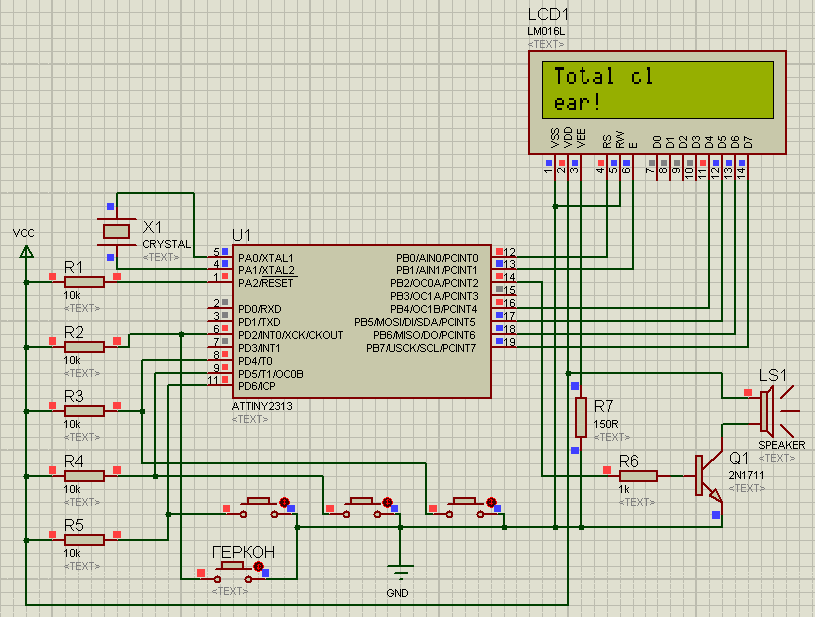 LCD1
LM016L
<TEXT>
Total cl
ear!
VSS
VDD
VEE
RS
RW
E
D0
D1
D2
D3
D4
D5
D6
D7
1
2
3
4
5
6
7
8
9
10
11
12
13
14
VCC
X1
CRYSTAL
<TEXT>
R1
10k
<TEXT>
R2
10k
<TEXT>
R3
10k
<TEXT>
R4
10k
<TEXT>
R5
10k
<TEXT>
U1
5 PA0/XTAL1
4 PA1/XTAL2
1 PA2/RESET
2 PD0/RXD
3 PD1/TXD
6 PD2/INT0/XCK/CKOUT
7 PD3/INT1
8 PD4/T0
9 PD5/T1/OC0B
11 PD6/ICP
PB0/AIN0/PCINT0 12
PB1/AIN1/PCINT1 13
PB2/OC0A/PCINT2 14
PB3/OC1A/PCINT3 15
PB4/OC1B/PCINT4 16
PB5/MOSI/DI/SDA/PCINT5 17
PB6/MISO/DO/PCINT6 18
PB7/USCK/SCL/PCINT7 19
ATTINY2313
<TEXT>
LS1
SPEAKER
<TEXT>
R7
150R
<TEXT>
R6
1k
<TEXT>
Q1
2N1711
<TEXT>
ГЕРКОН
<TEXT>
GND